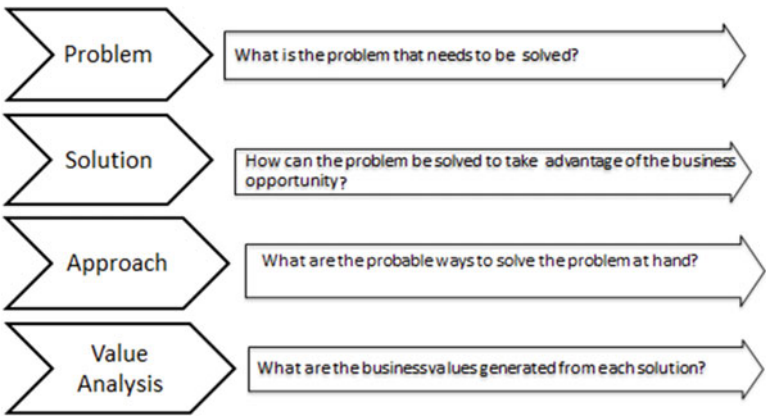 Problem
What is the problem that needs to be solved?
Solution
How can the problem be solved to take advantage of the business
opportunity?
Approach
What are the probable ways to solve the problem at hand?
Value
Analysis
What are the business values generated from each solution?